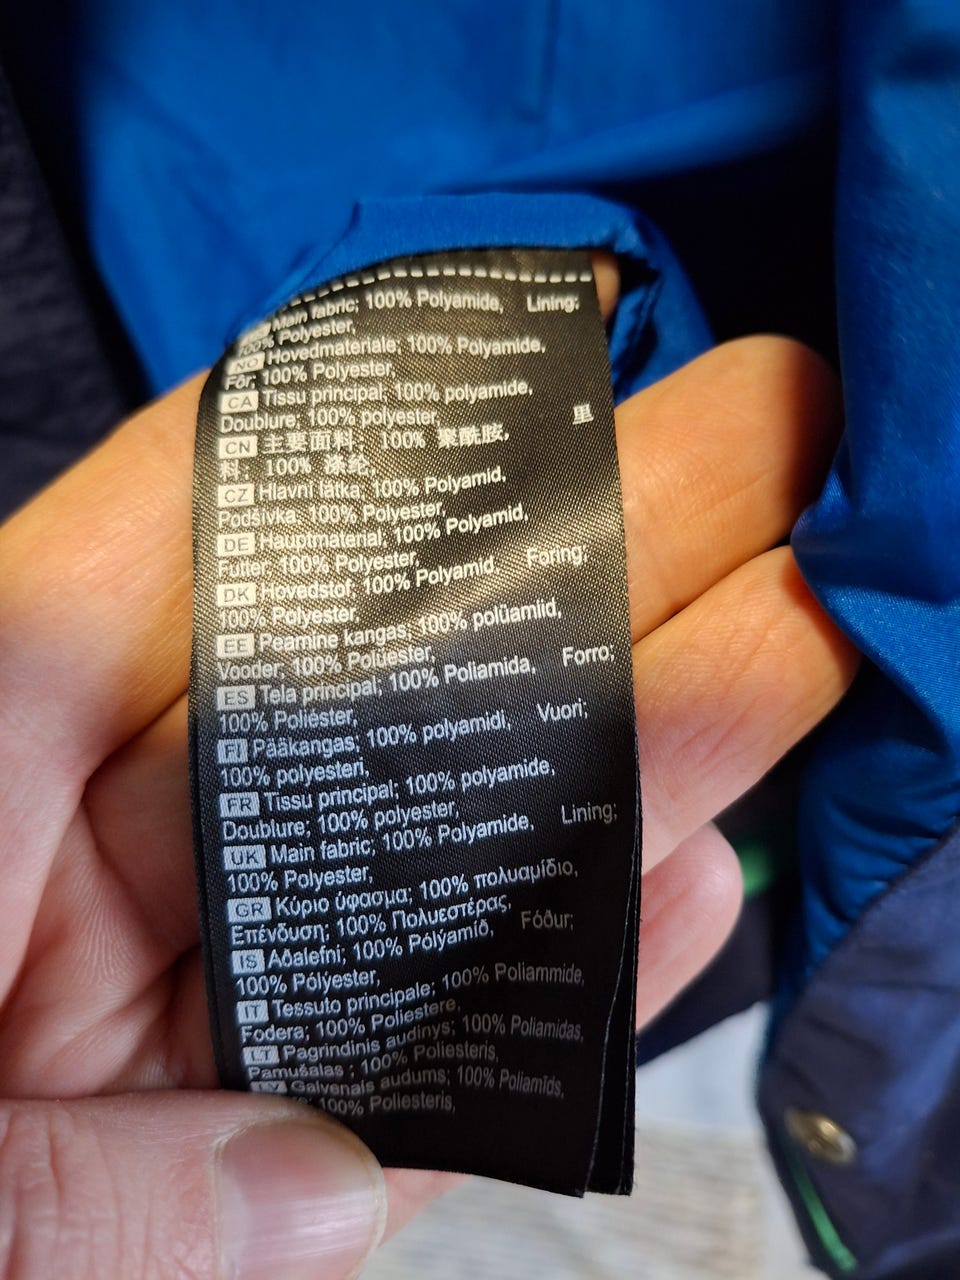 Main fabric; 100% Polyamide, Lining:
100% Polyester,
NO Hovedmateriale; 100% Polyamide,
Fôr; 100% Polyester,
CA Tissu principal; 100% polyamide,
Doublure; 100% polyester,
CN 主要面料: 100% 聚酰胺, 里
料: 100% 涤纶,
CZ Hlavní látka; 100% Polyamid,
Podšívka; 100% Polyester,
DE Hauptmaterial; 100% Polyamid,
Futter; 100% Polyester,
DK Hovedstof; 100% Polyamid, Foring;
100% Polyester,
EE Peamine kangas; 100% polüamiid,
Vooder; 100% Polüester,
ES Tela principal; 100% Poliamida, Forro;
100% Poliéster,
FI Pääkangas; 100% polyamidi, Vuori;
100% polyesteri,
FR Tissu principal; 100% polyamide,
Doublure; 100% polyester,
UK Main fabric; 100% Polyamide, Lining;
100% Polyester,
GR Κύριο ύφασμα; 100% πολυαμίδιο,
Επένδυση; 100% Πολυεστέρας,
IS Aðalefni; 100% Pólýamíð, Fóður;
100% Pólýester,
IT Tessuto principale; 100% Poliammide,
Fodera; 100% Poliestere,
LT Pagrindinis audinys; 100% Poliamidas,
Pamušalas ; 100% Poliesteris,
LV Galvenais audums; 100% Poliamīds,
100% Poliesteris,